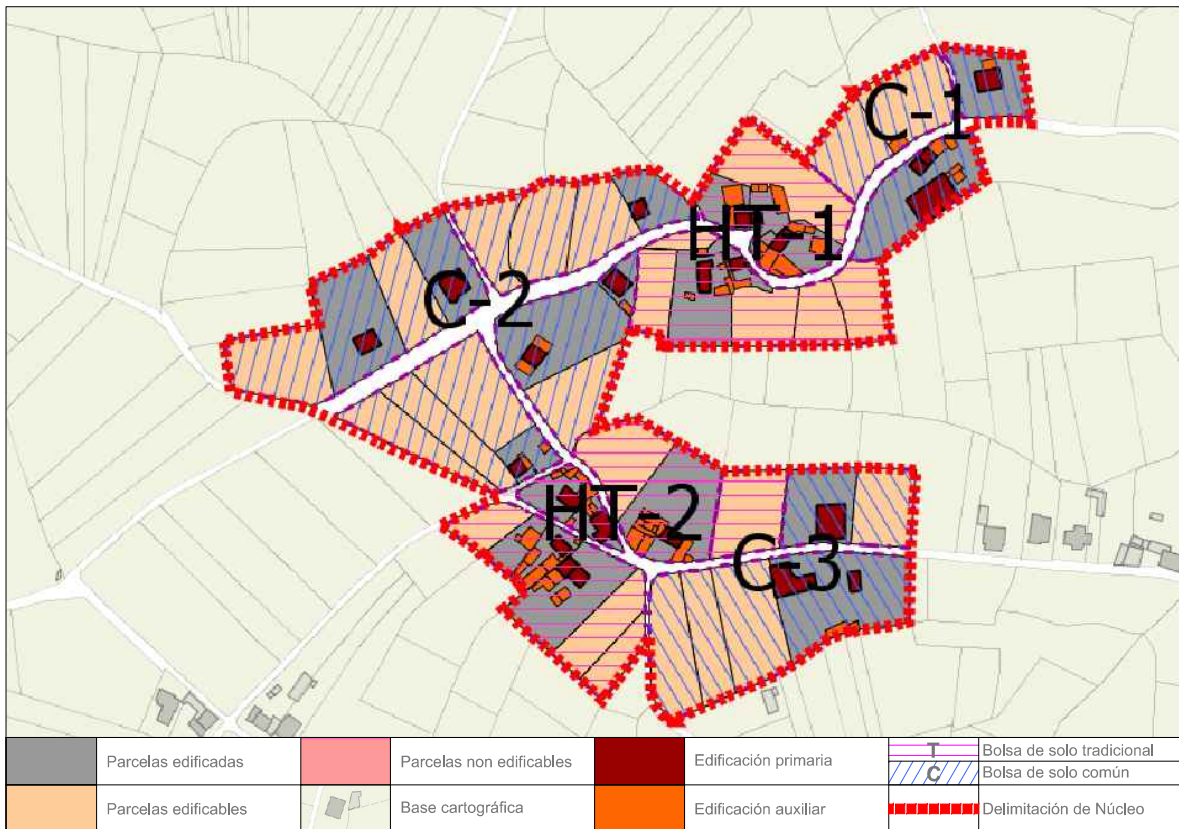 C-1
HT-1
C-2
HT-2
C-3
Parcelas edificadas
Parcelas non edificables
Edificación primaria
T
Bolsa de solo tradicional
C
Bolsa de solo común
Parcelas edificables
Base cartográfica
Edificación auxiliar
Delimitación de Núcleo